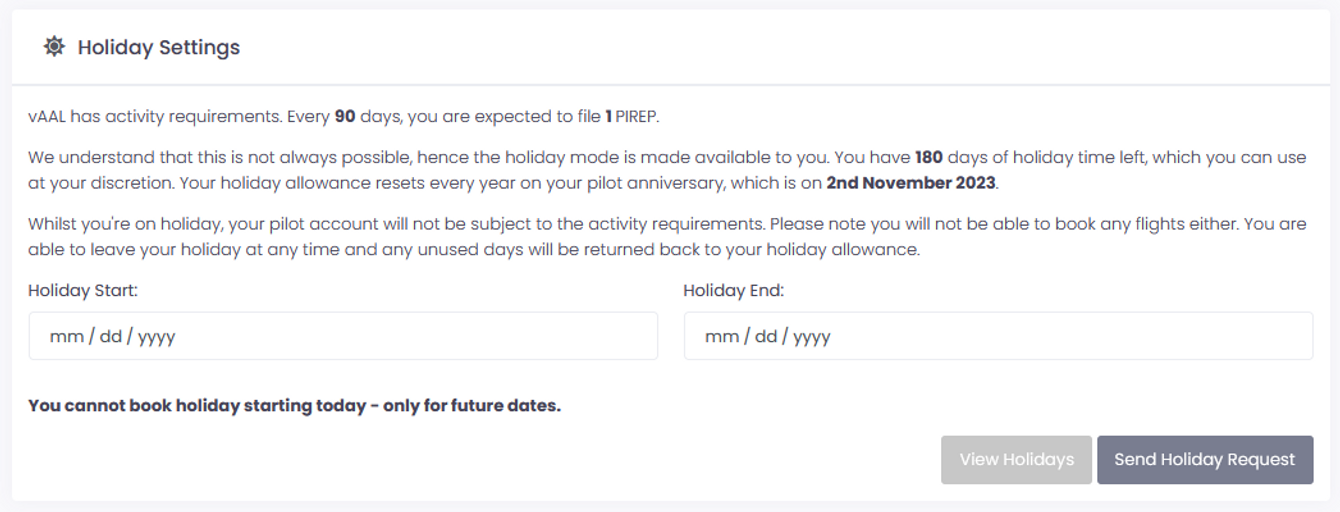 Holiday Settings
vAAL has activity requirements. Every 90 days, you are expected to file 1 PIREP.
We understand that this is not always possible, hence the holiday mode is made available to you. You have 180 days of holiday time left, which you can use
at your discretion. Your holiday allowance resets every year on your pilot anniversary, which is on 2nd November 2023.
Whilst you're on holiday, your pilot account will not be subject to the activity requirements. Please note you will not be able to book any flights either. You are
able to leave your holiday at any time and any unused days will be returned back to your holiday allowance.
Holiday Start:
Holiday End:
mm / dd / yyyy
mm / dd / yyyy
You cannot book holiday starting today - only for future dates.
View Holidays
Send Holiday Request